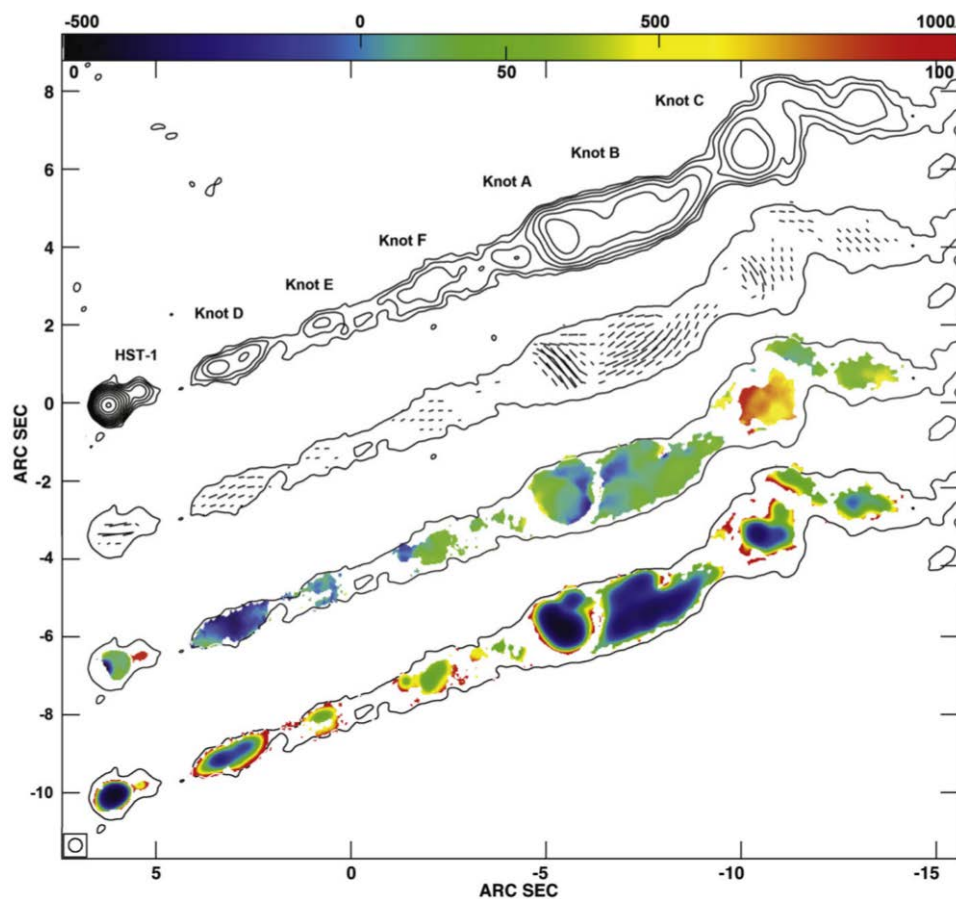 -500 0 500 1000
0 50 100
8
Knot C
6
Knot B
Knot A
4
Knot F
Knot E
2
Knot D
HST-1
0
ARC SEC
-2
-4
-6
-8
-10
5 0 -5 -10 -15
ARC SEC